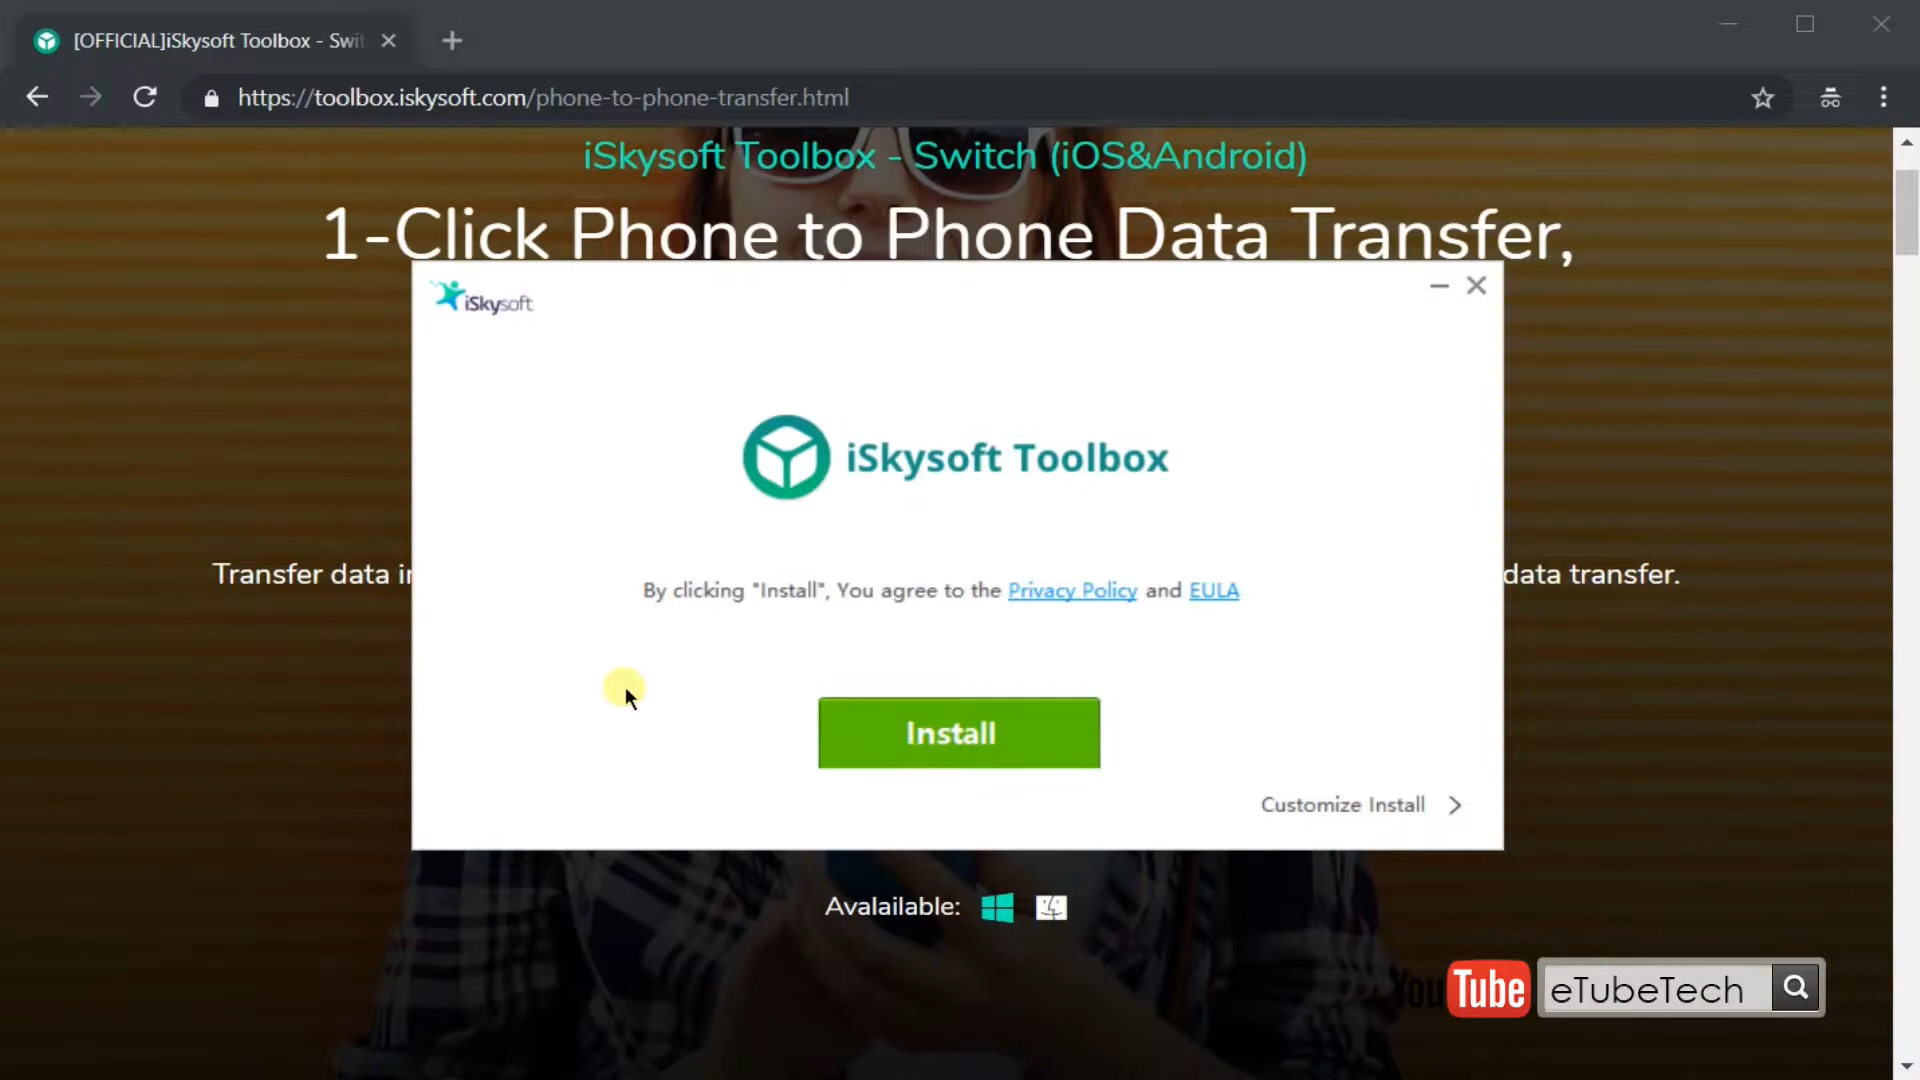 [OFFICIAL]iSkysoft Toolbox - Swit
https://toolbox.iskysoft.com/phone-to-phone-transfer.html
iSkysoft Toolbox - Switch (iOS&Android)
1-Click Phone to Phone Data Transfer,
iSkysoft
iSkysoft Toolbox
Transfer data in
data transfer.
By clicking "Install", You agree to the Privacy Policy and EULA
Install
Customize Install
Avalailable:
YouTube eTubeTech